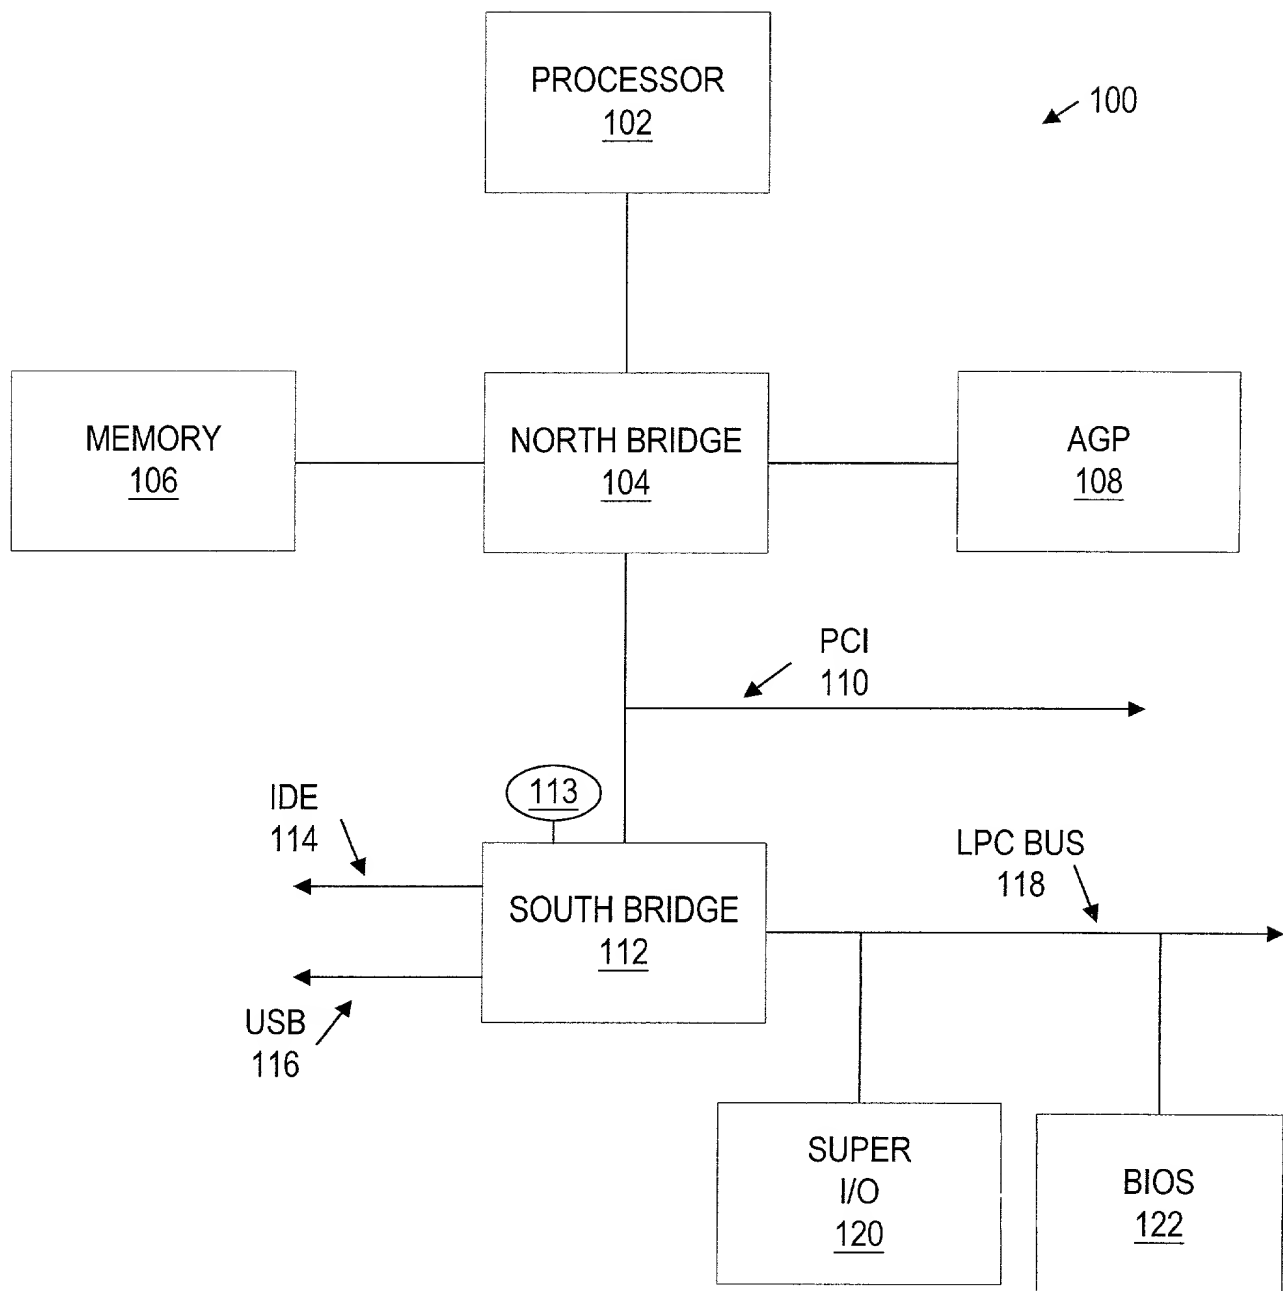 PROCESSOR
102
100
MEMORY
106
NORTH BRIDGE
104
AGP
108
PCI
110
113
IDE
114
LPC BUS
118
SOUTH BRIDGE
112
USB
116
SUPER
I/O
120
BIOS
122